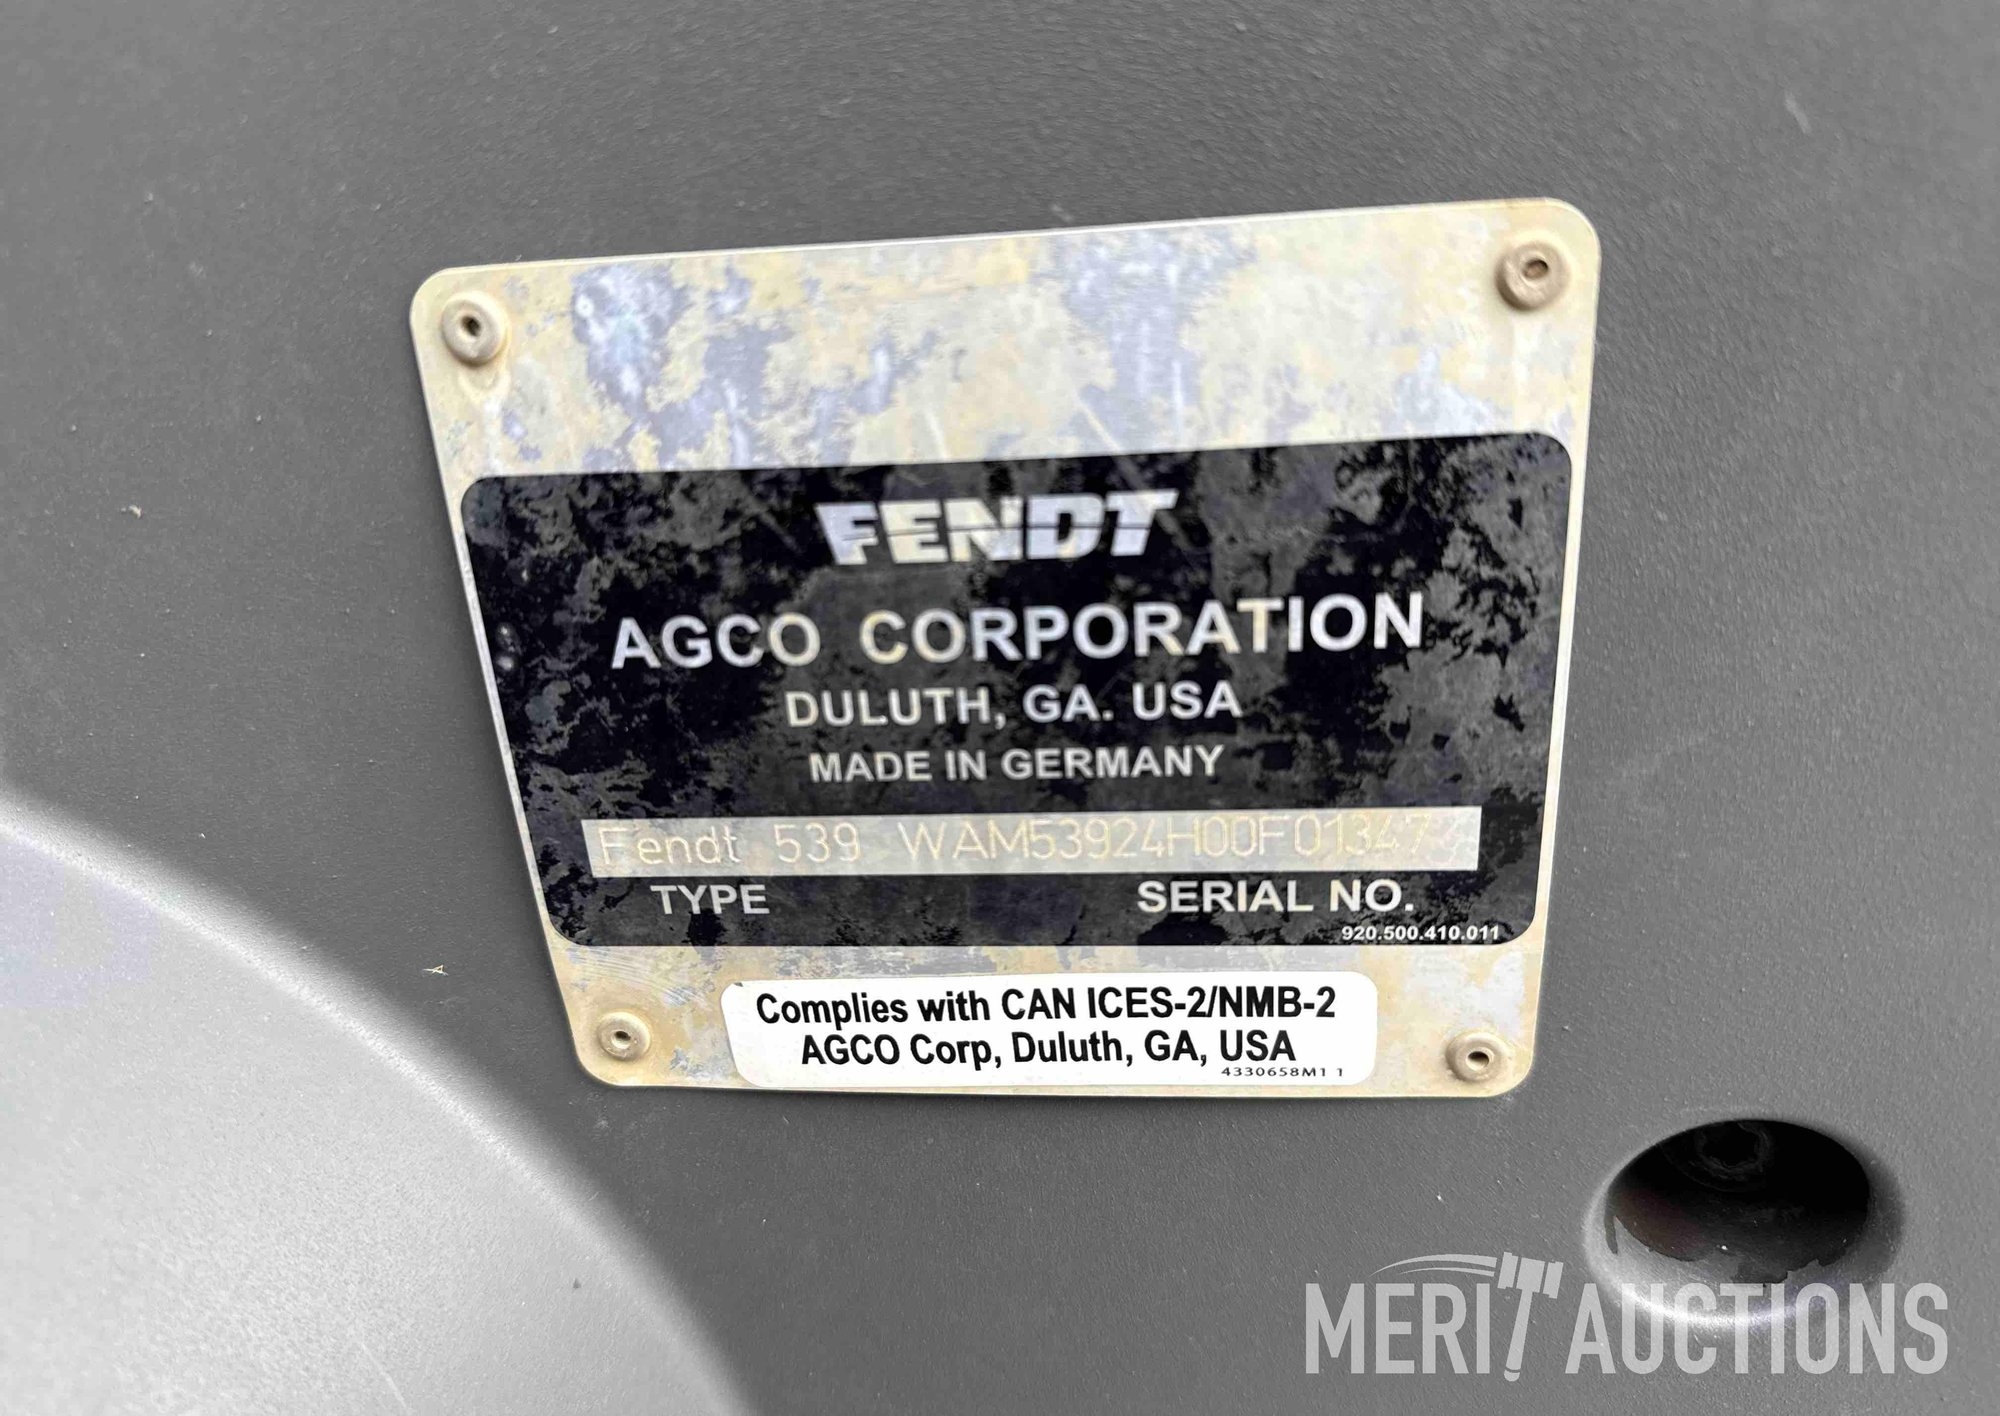 FENDT
AGCO CORPORATION
DULUTH, GA. USA
MADE IN GERMANY
Fendt 539 WAM53924H00F01347
TYPE SERIAL NO.
920.500.410.011
Complies with CAN ICES-2/NMB-2
AGCO Corp, Duluth, GA, USA
4330658M1 1
MERIT AUCTIONS